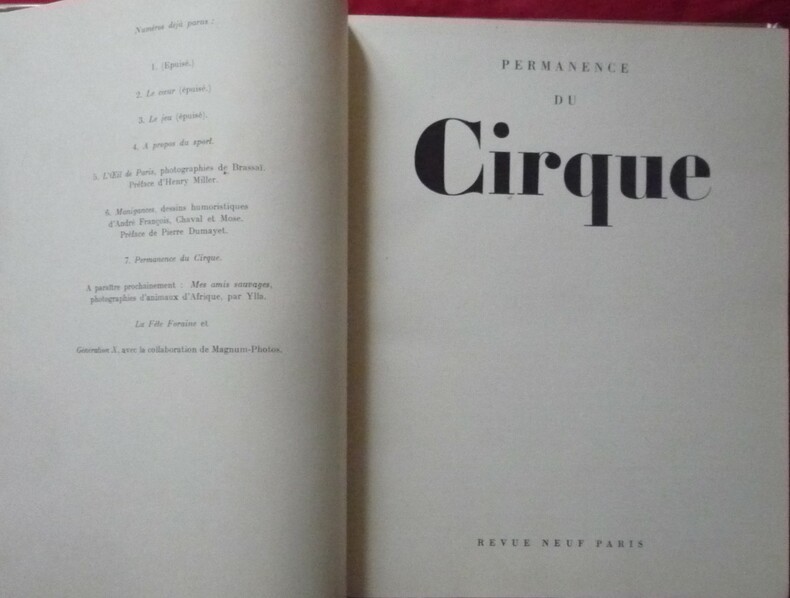 Numéros déjà parus :
1. (Epuisé.)
2. Le cœur (épuisé.)
3. Le jeu (épuisé).
4. A propos du sport.
5. L'Œil de Paris, photographies de Brassaï.
Préface d'Henry Miller.
6. Manigances, dessins humoristiques
d'André François, Chaval et Mose.
Préface de Pierre Dumayet.
7. Permanence du Cirque.
A paraître prochainement : Mes amis sauvages,
photographies d'animaux d'Afrique, par Ylla.
La Fête Foraine et
Génération X, avec la collaboration de Magnum-Photos.
PERMANENCE
DU
Cirque
REVUE NEUF PARIS